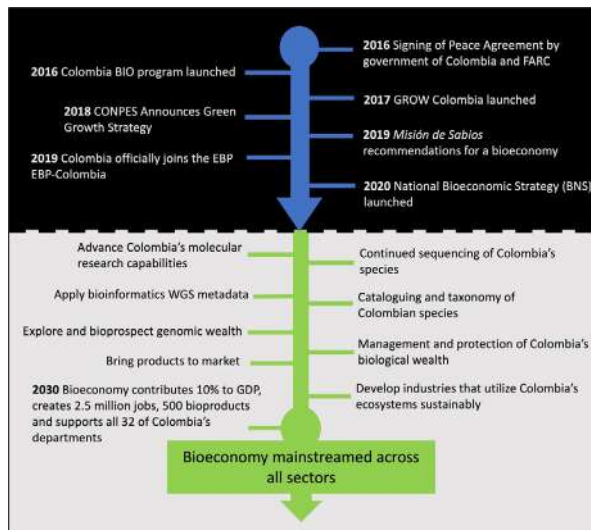 2016 Signing of Peace Agreement by
government of Colombia and FARC
2016 Colombia BIO program launched
2017 GROW Colombia launched
2018 CONPES Announces Green
Growth Strategy
2019 Misión de Sabios
recommendations for a bioeconomy
2019 Colombia officially joins the EBP
EBP-Colombia
2020 National Bioeconomic Strategy (BNS)
launched
Advance Colombia's molecular
research capabilities
Continued sequencing of Colombia's
species
Apply bioinformatics WGS metadata
Cataloguing and taxonomy of
Colombian species
Explore and bioprospect genomic wealth
Management and protection of Colombia's
biological wealth
Bring products to market
Develop industries that utilize Colombia's
ecosystems sustainably
2030 Bioeconomy contributes 10% to GDP,
creates 2.5 million jobs, 500 bioproducts
and supports all 32 of Colombia's
departments
Bioeconomy mainstreamed across
all sectors